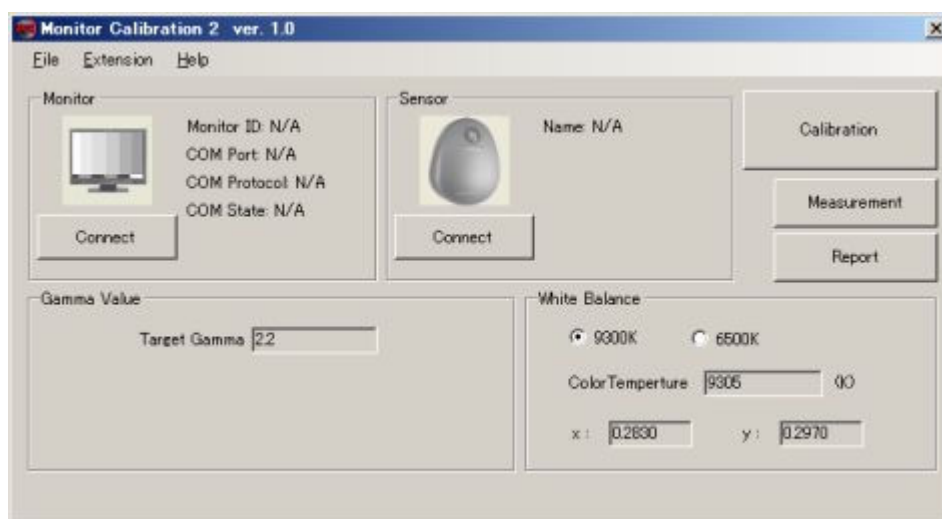 Monitor Calibration 2 ver. 1.0
File Extension Help
Monitor
Monitor ID: N/A
COM Port: N/A
COM Protocol: N/A
COM State: N/A
Connect
Sensor
Name: N/A
Connect
Calibration
Measurement
Report
Gamma Value
Target Gamma 2.2
White Balance
9300K 6500K
ColorTemperture 9305 (K)
x : 0.2830 y : 0.2970